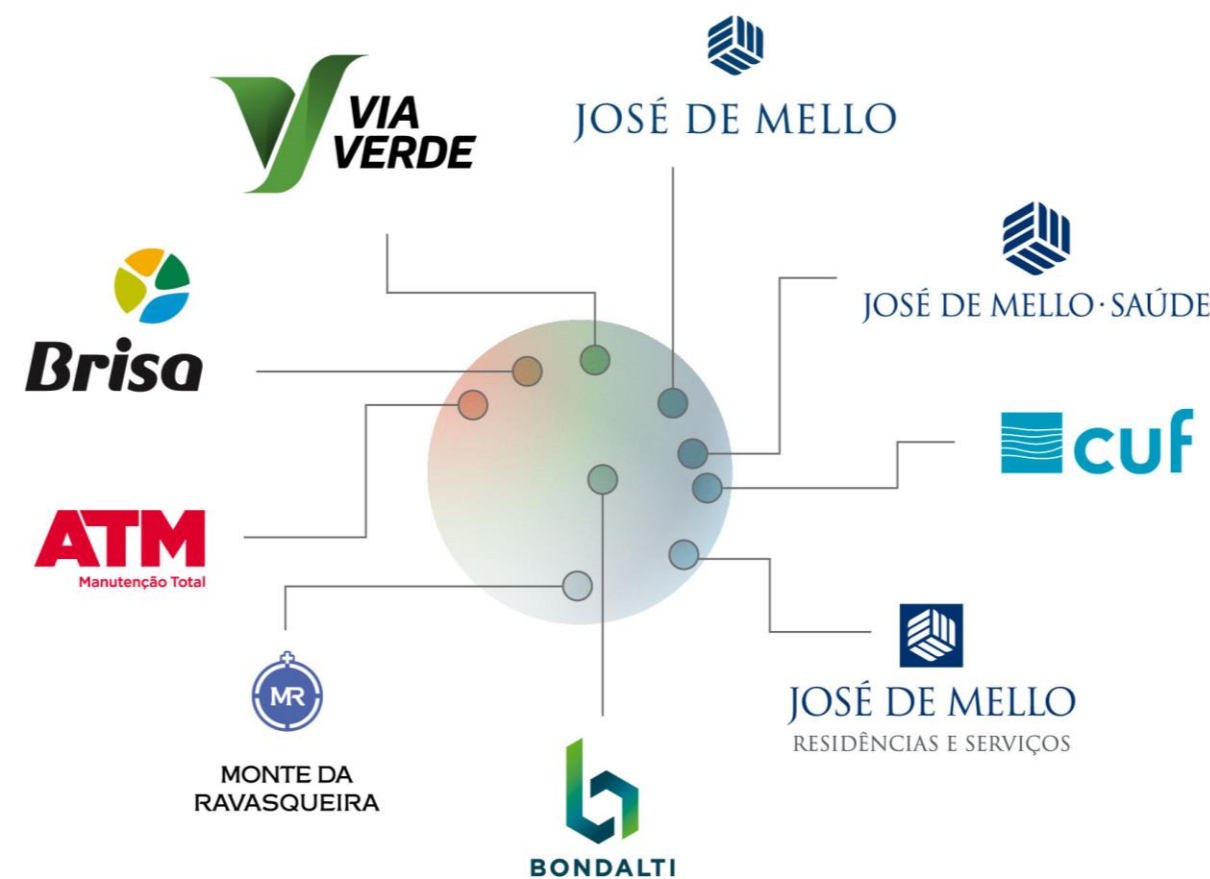 VIA
VERDE
JOSÉ DE MELLO
JOSÉ DE MELLO · SAÚDE
Brisa
cuf
ATM
Manutenção Total
MR
MONTE DA
RAVASQUEIRA
JOSÉ DE MELLO
RESIDÊNCIAS E SERVIÇOS
BONDALTI